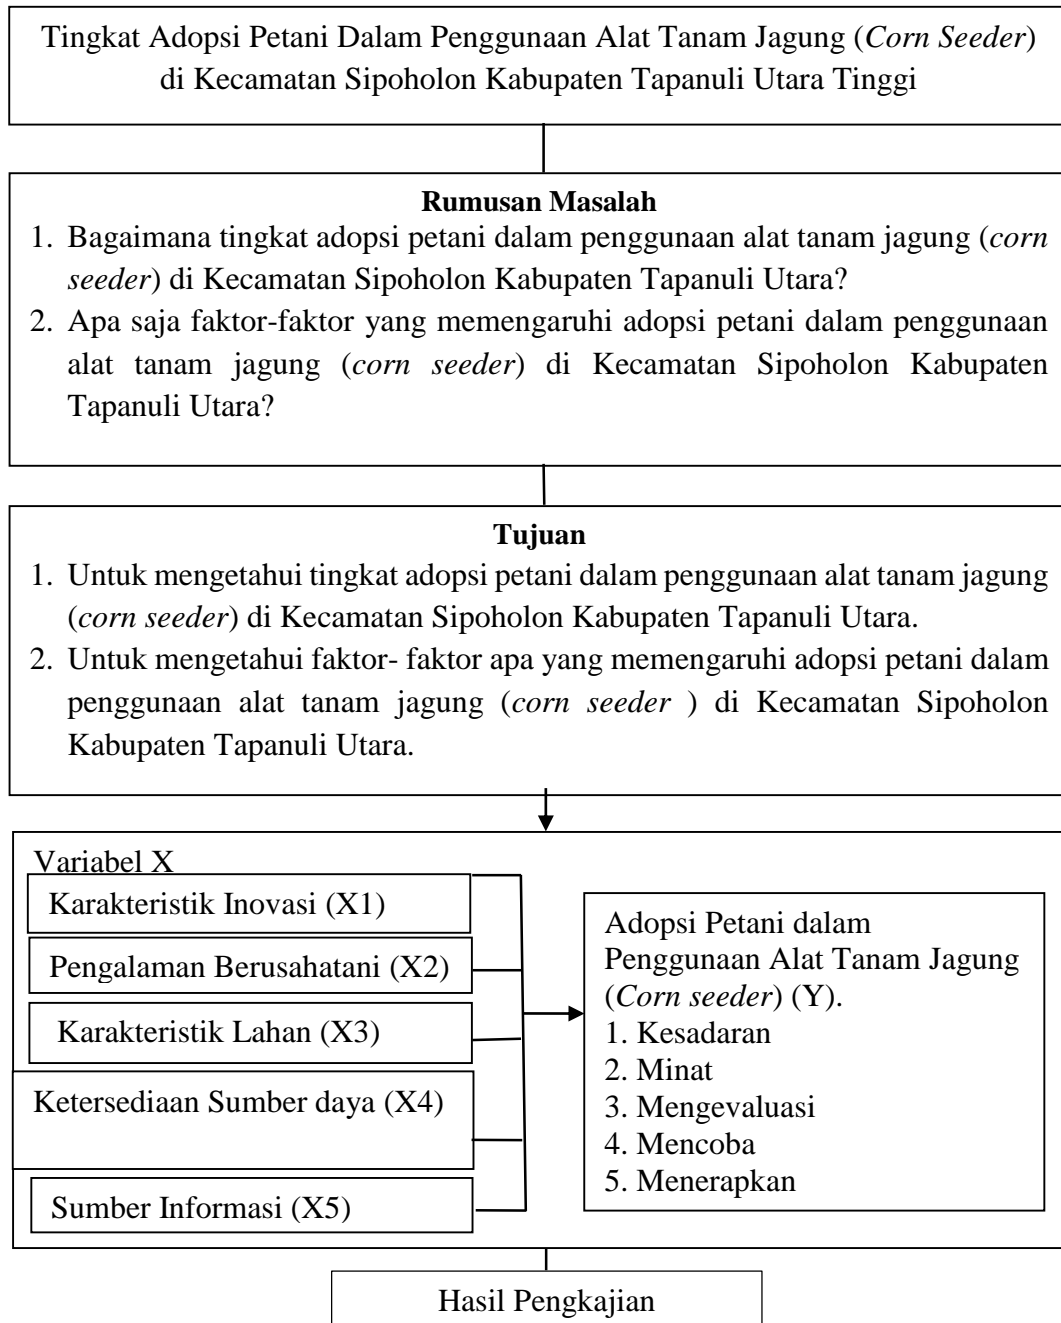 Tingkat Adopsi Petani Dalam Penggunaan Alat Tanam Jagung (Corn Seeder)
di Kecamatan Sipoholon Kabupaten Tapanuli Utara Tinggi
Rumusan Masalah
1. Bagaimana tingkat adopsi petani dalam penggunaan alat tanam jagung (corn
seeder) di Kecamatan Sipoholon Kabupaten Tapanuli Utara?
2. Apa saja faktor-faktor yang memengaruhi adopsi petani dalam penggunaan
alat tanam jagung (corn seeder) di Kecamatan Sipoholon Kabupaten
Tapanuli Utara?
Tujuan
1. Untuk mengetahui tingkat adopsi petani dalam penggunaan alat tanam jagung
(corn seeder) di Kecamatan Sipoholon Kabupaten Tapanuli Utara.
2. Untuk mengetahui faktor- faktor apa yang memengaruhi adopsi petani dalam
penggunaan alat tanam jagung (corn seeder ) di Kecamatan Sipoholon
Kabupaten Tapanuli Utara.
Variabel X
Karakteristik Inovasi (X1)
Pengalaman Berusahatani (X2)
Karakteristik Lahan (X3)
Ketersediaan Sumber daya (X4)
Sumber Informasi (X5)
Adopsi Petani dalam
Penggunaan Alat Tanam Jagung
(Corn seeder) (Y).
1. Kesadaran
2. Minat
3. Mengevaluasi
4. Mencoba
5. Menerapkan
Hasil Pengkajian